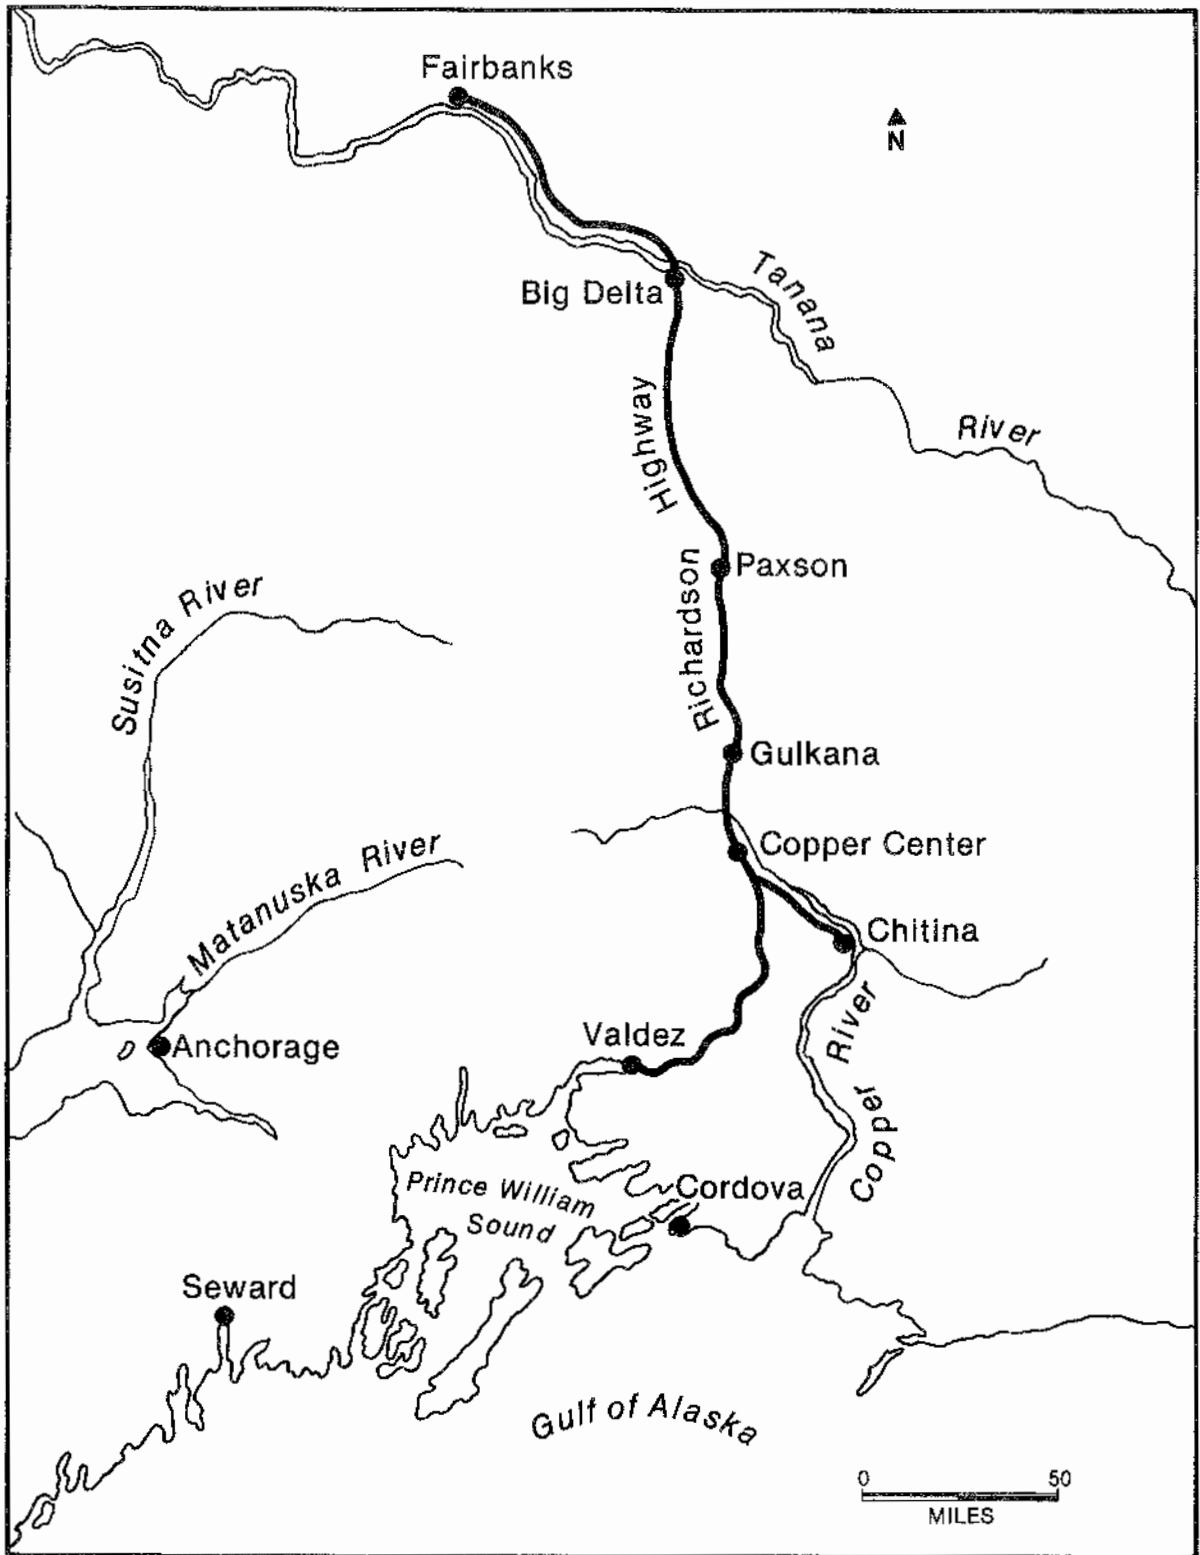 Fairbanks
N
Big Delta
Tanana
River
Highway
Richardson
Paxson
Susitna River
Gulkana
Matanuska River
Copper Center
Chitina
Anchorage
Valdez
Copper River
Prince William
Sound
Cordova
Seward
Gulf of Alaska
0 50
MILES